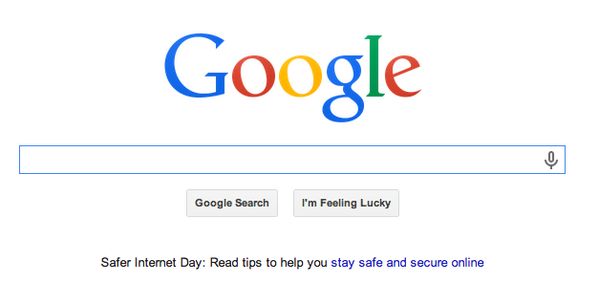 Google
Google Search I'm Feeling Lucky
Safer Internet Day: Read tips to help you stay safe and secure online